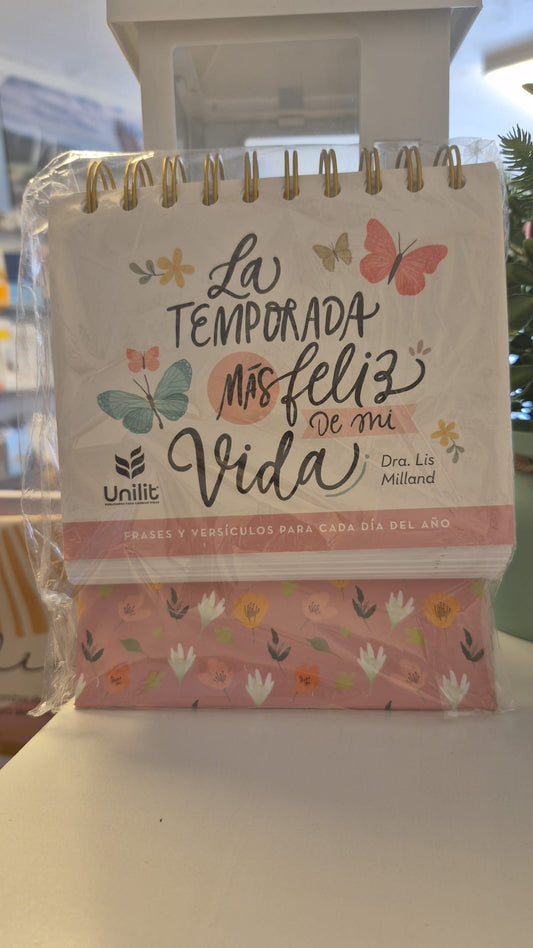 La
TEMPORADA
MÁS feliz
De mi
Vida
Dra. Lis
Milland
Unilit
FRASES Y VERSÍCULOS PARA CADA DÍA DEL AÑO